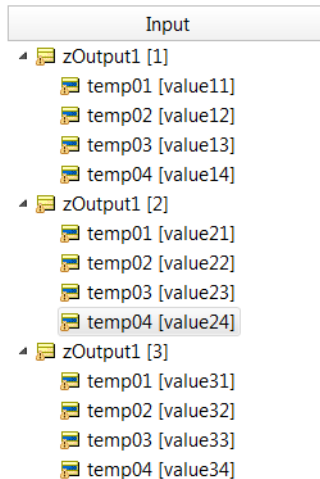 Input
zOutput1 [1]
temp01 [value11]
temp02 [value12]
temp03 [value13]
temp04 [value14]
zOutput1 [2]
temp01 [value21]
temp02 [value22]
temp03 [value23]
temp04 [value24]
zOutput1 [3]
temp01 [value31]
temp02 [value32]
temp03 [value33]
temp04 [value34]